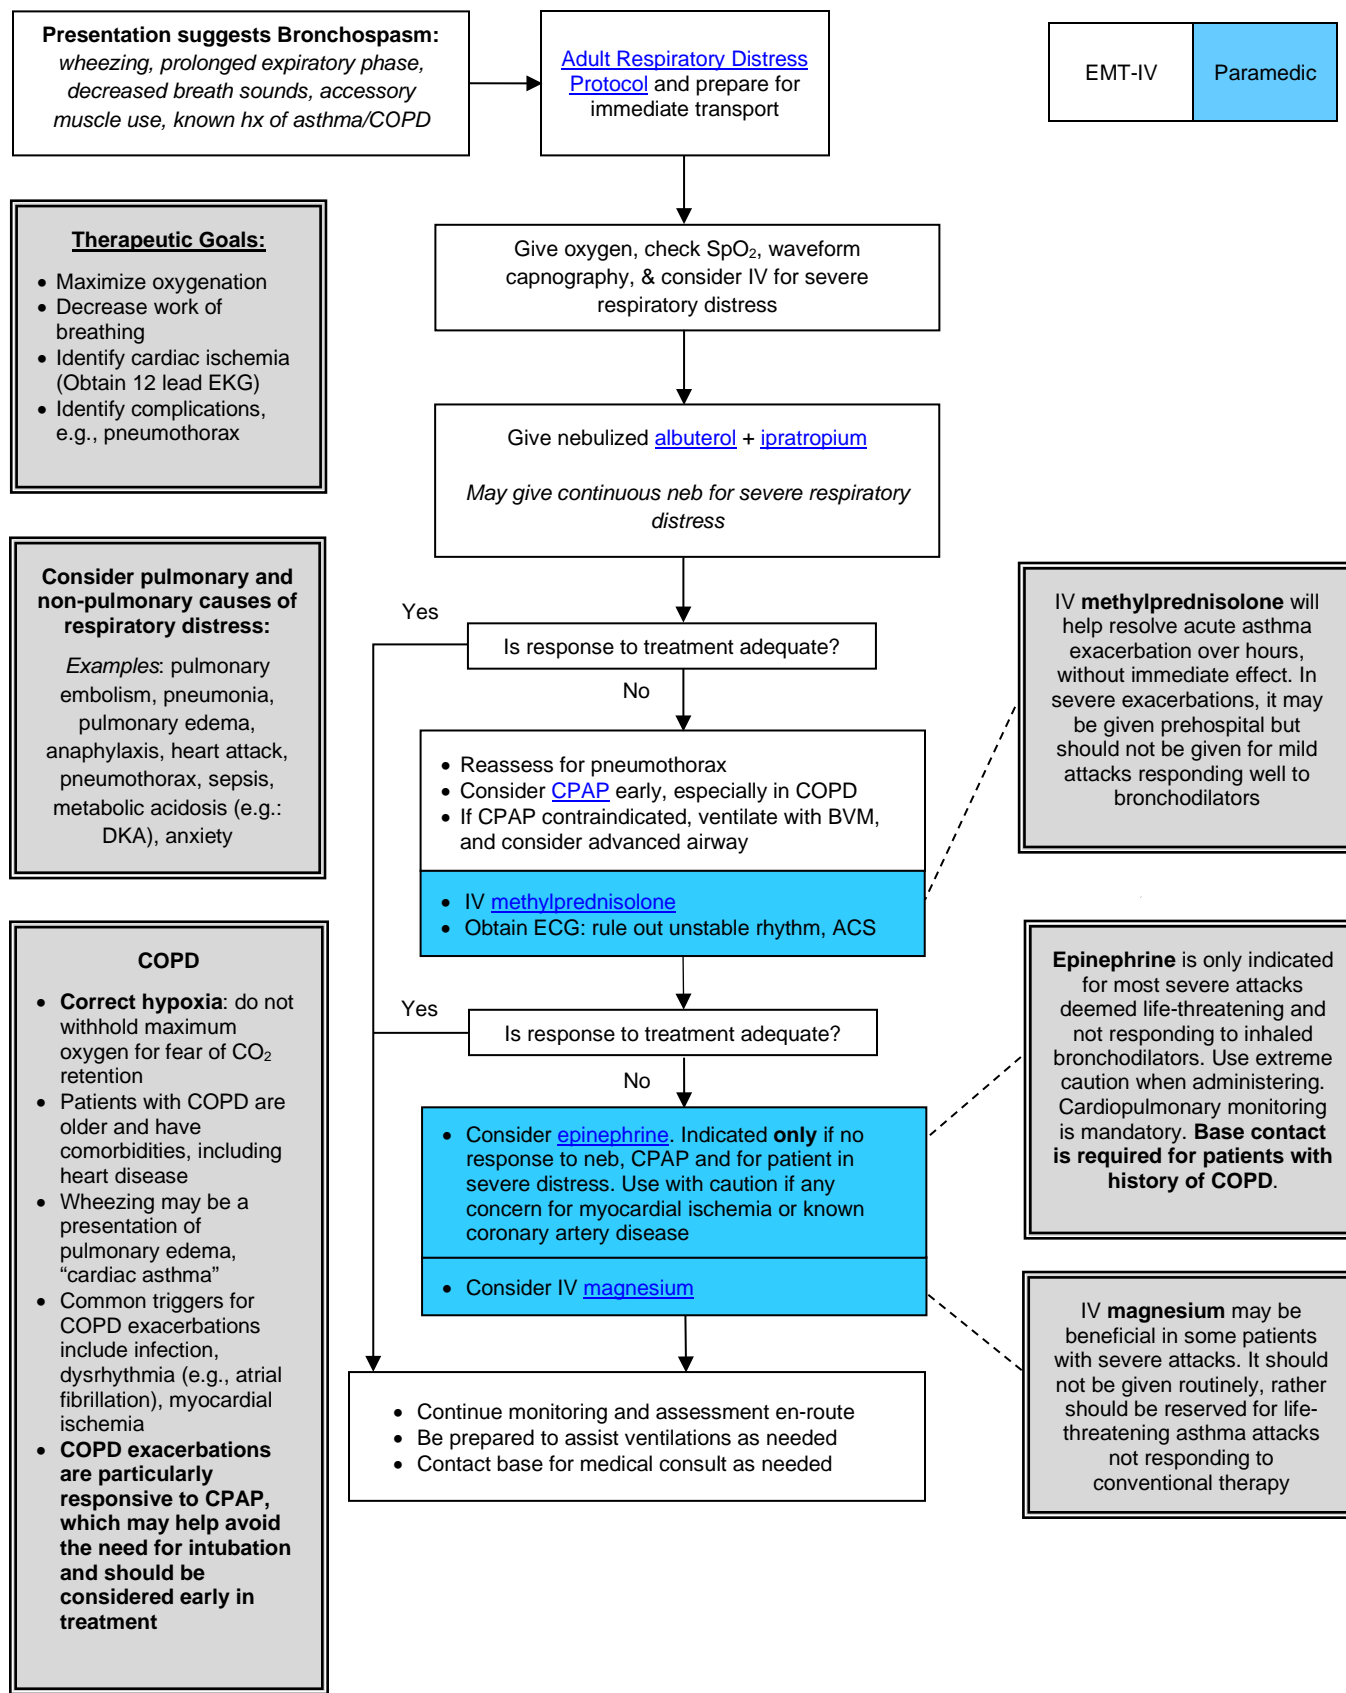 Presentation suggests Bronchospasm:
wheezing, prolonged expiratory phase,
decreased breath sounds, accessory
muscle use, known hx of asthma/COPD
Adult Respiratory Distress
Protocol and prepare for
immediate transport
EMT-IV
Paramedic
Therapeutic Goals:
• Maximize oxygenation
• Decrease work of
breathing
• Identify cardiac ischemia
(Obtain 12 lead EKG)
• Identify complications,
e.g., pneumothorax
Give oxygen, check SpO₂, waveform
capnography, & consider IV for severe
respiratory distress
Give nebulized albuterol + ipratropium
May give continuous neb for severe respiratory
distress
Consider pulmonary and
non-pulmonary causes of
respiratory distress:
Examples: pulmonary
embolism, pneumonia,
pulmonary edema,
anaphylaxis, heart attack,
pneumothorax, sepsis,
metabolic acidosis (e.g.:
DKA), anxiety
Yes
Is response to treatment adequate?
No
IV methylprednisolone will
help resolve acute asthma
exacerbation over hours,
without immediate effect. In
severe exacerbations, it may
be given prehospital but
should not be given for mild
attacks responding well to
bronchodilators
• Reassess for pneumothorax
• Consider CPAP early, especially in COPD
• If CPAP contraindicated, ventilate with BVM,
and consider advanced airway
• IV methylprednisolone
• Obtain ECG: rule out unstable rhythm, ACS
COPD
• Correct hypoxia: do not
withhold maximum
oxygen for fear of CO₂
retention
• Patients with COPD are
older and have
comorbidities, including
heart disease
• Wheezing may be a
presentation of
pulmonary edema,
“cardiac asthma”
• Common triggers for
COPD exacerbations
include infection,
dysrhythmia (e.g., atrial
fibrillation), myocardial
ischemia
• COPD exacerbations
are particularly
responsive to CPAP,
which may help avoid
the need for intubation
and should be
considered early in
treatment
Yes
Is response to treatment adequate?
No
Epinephrine is only indicated
for most severe attacks
deemed life-threatening and
not responding to inhaled
bronchodilators. Use extreme
caution when administering.
Cardiopulmonary monitoring
is mandatory. Base contact
is required for patients with
history of COPD.
• Consider epinephrine. Indicated only if no
response to neb, CPAP and for patient in
severe distress. Use with caution if any
concern for myocardial ischemia or known
coronary artery disease
• Consider IV magnesium
IV magnesium may be
beneficial in some patients
with severe attacks. It should
not be given routinely, rather
should be reserved for life-
threatening asthma attacks
not responding to
conventional therapy
• Continue monitoring and assessment en-route
• Be prepared to assist ventilations as needed
• Contact base for medical consult as needed